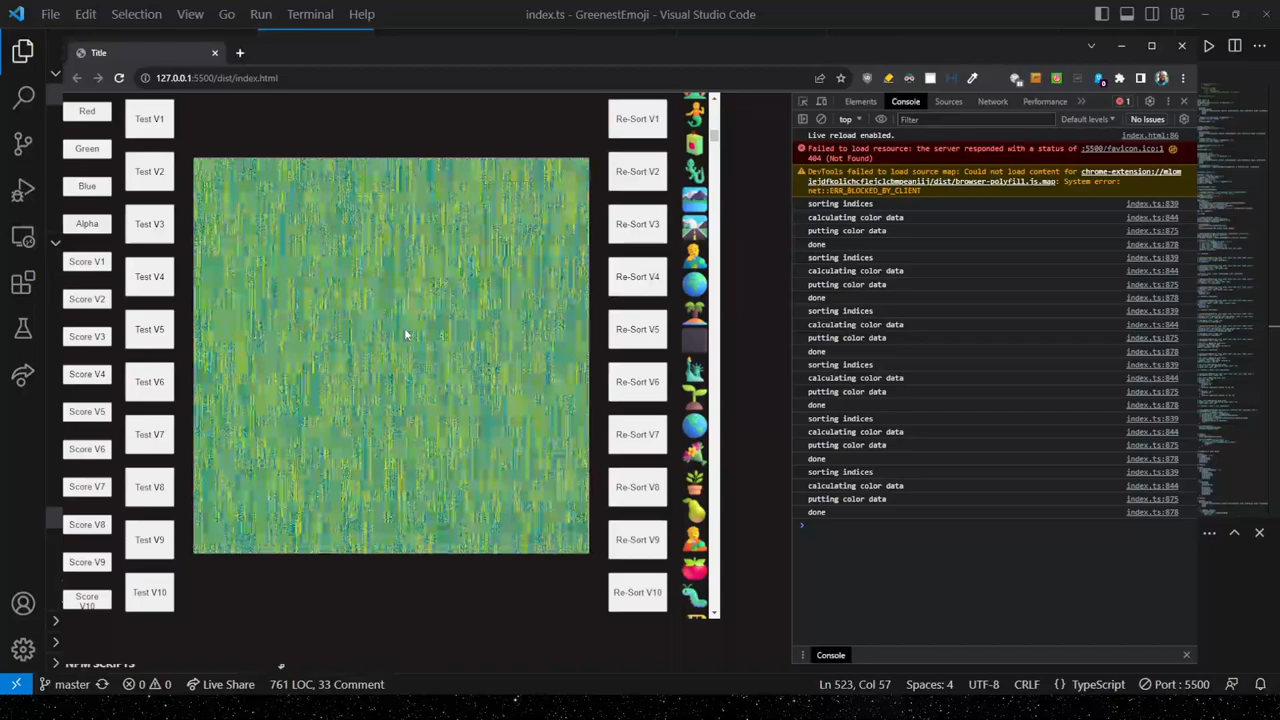 File Edit Selection View Go Run Terminal Help
index.ts - GreenestEmoji - Visual Studio Code
Title
127.0.0.1:5500/dist/index.html
Red
Green
Blue
Alpha
Score V1
Score V2
Score V3
Score V4
Score V5
Score V6
Score V7
Score V8
Score V9
Score V10
Test V1
Test V2
Test V3
Test V4
Test V5
Test V6
Test V7
Test V8
Test V9
Test V10
Re-Sort V1
Re-Sort V2
Re-Sort V3
Re-Sort V4
Re-Sort V5
Re-Sort V6
Re-Sort V7
Re-Sort V8
Re-Sort V9
Re-Sort V10
Elements Console Sources Network Performance 1
top Filter Default levels No Issues
Live reload enabled. index.html:86
Failed to load resource: the server responded with a status of :5500/favicon.ico:1
404 (Not Found)
DevTools failed to load source map: Could not load content for
System error:
net::ERR_BLOCKED_BY_CLIENT
sorting indices index.ts:839
calculating color data index.ts:844
putting color data index.ts:875
done index.ts:878
sorting indices index.ts:839
calculating color data index.ts:844
putting color data index.ts:875
done index.ts:878
sorting indices index.ts:839
calculating color data index.ts:844
putting color data index.ts:875
done index.ts:878
sorting indices index.ts:839
calculating color data index.ts:844
putting color data index.ts:875
done index.ts:878
sorting indices index.ts:839
calculating color data index.ts:844
putting color data index.ts:875
done index.ts:878
sorting indices index.ts:839
calculating color data index.ts:844
putting color data index.ts:875
done index.ts:878
Console
NPM SCRIPTS
master 0 0 Live Share 761 LOC, 33 Comment
Ln 523, Col 57 Spaces: 4 UTF-8 CRLF {} TypeScript Port : 5500